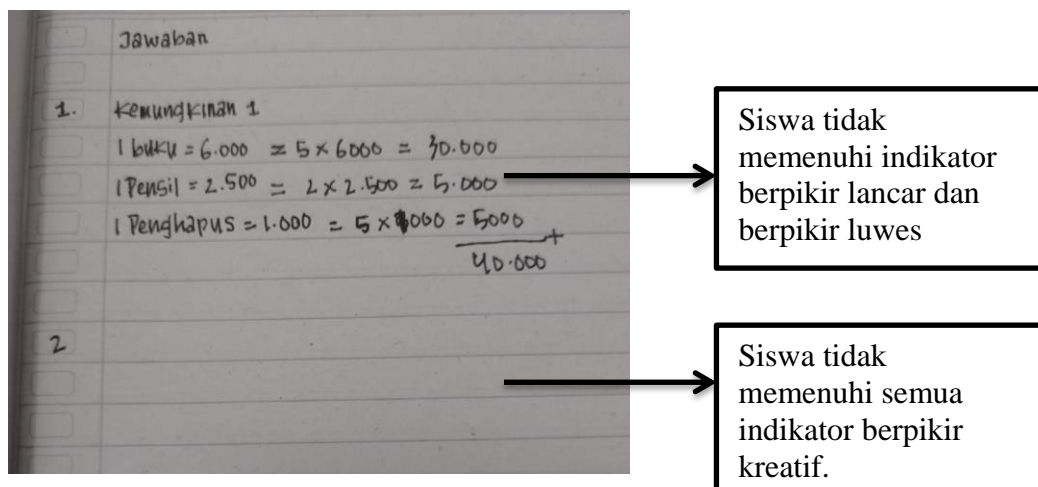 Jawaban
1. Kemungkinan 1
1 buku = 6.000 = 5 × 6000 = 30.000
1 Pensil = 2.500 = 2 × 2.500 = 5.000
1 Penghapus = 1.000 = 5 × 1000 = 5000
+
40.000
2
Siswa tidak
memenuhi indikator
berpikir lancar dan
berpikir luwes
Siswa tidak
memenuhi semua
indikator berpikir
kreatif.